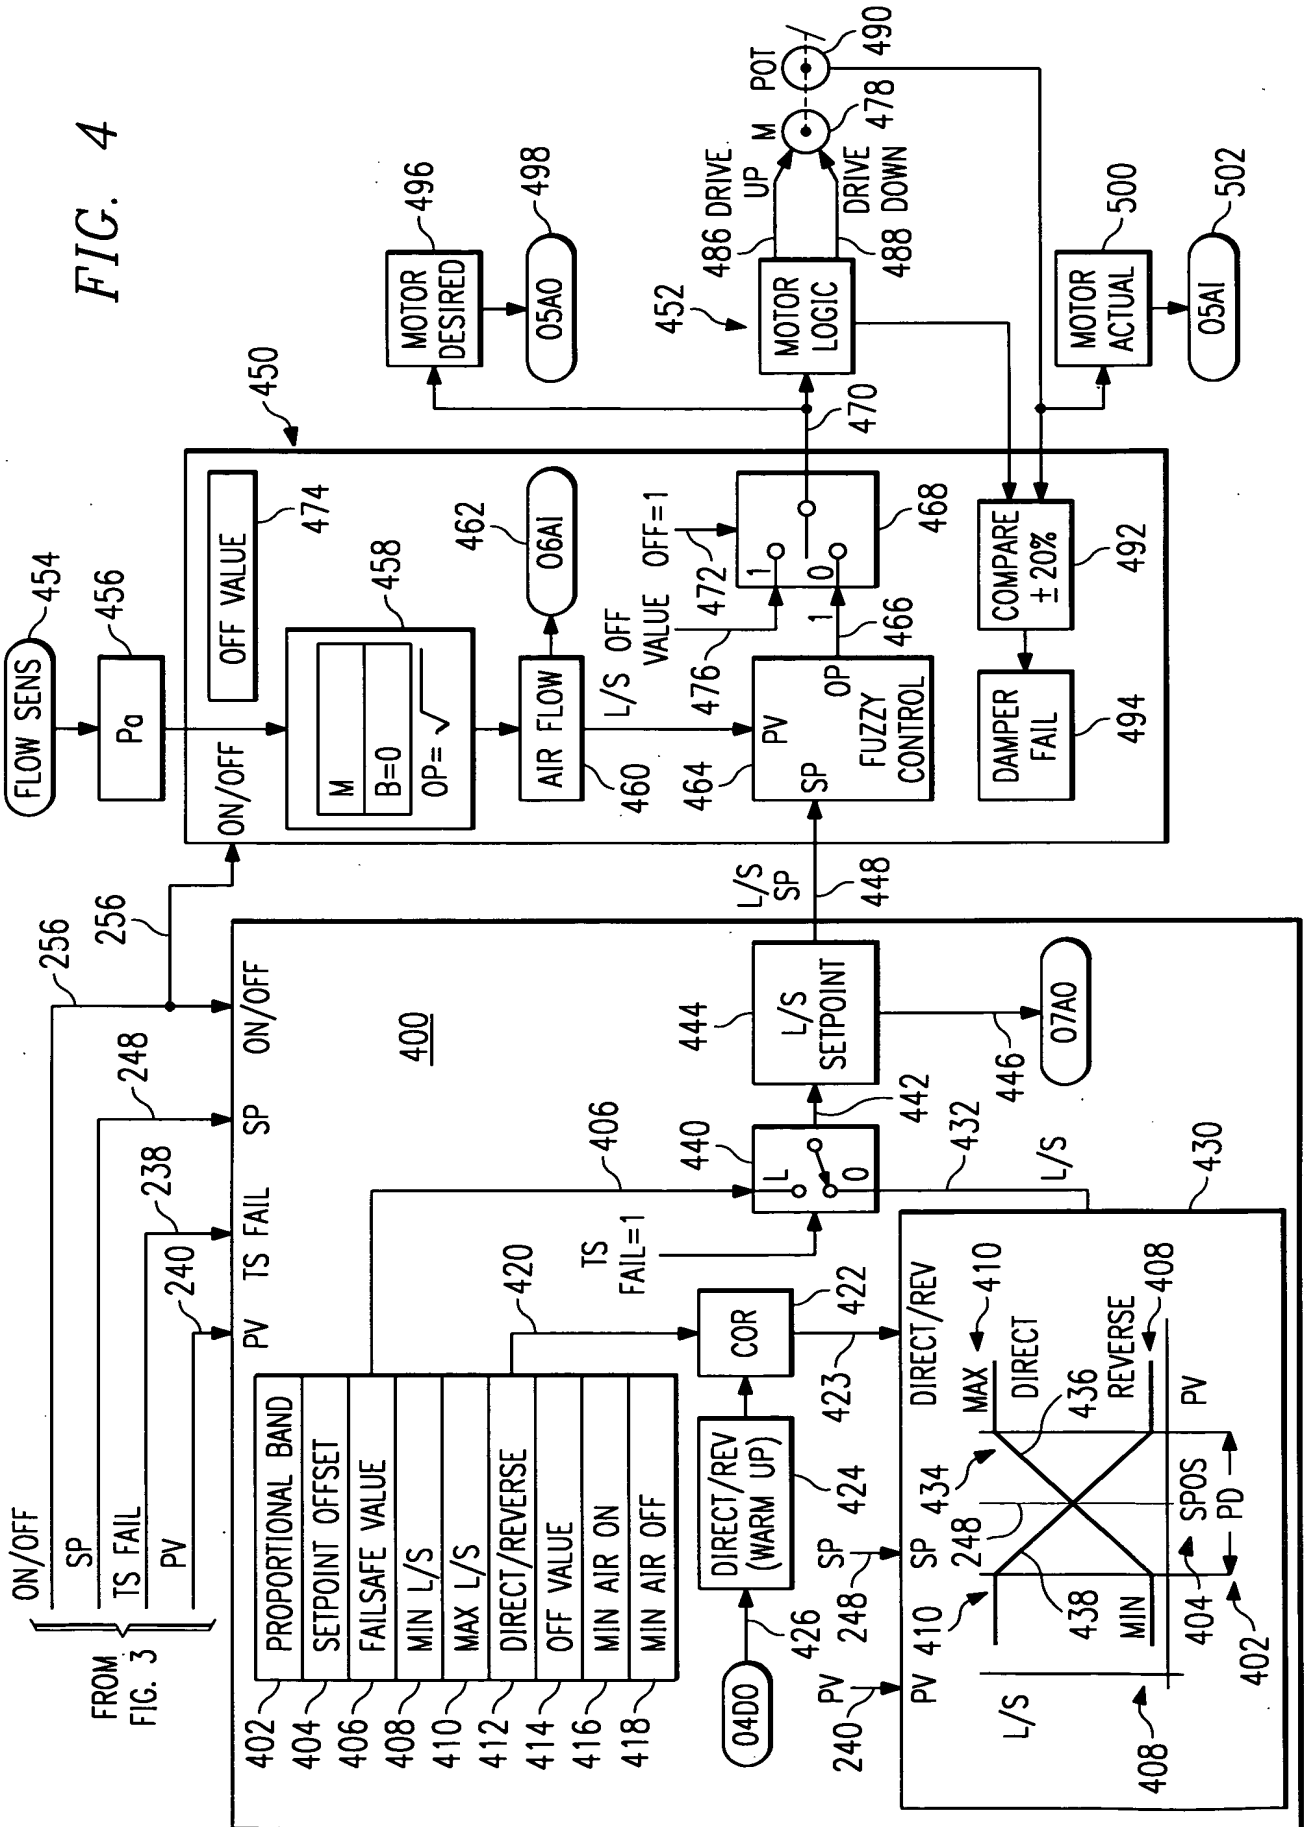 FIG. 4
ON/OFF
SP
TS FAIL
PV
FROM
FIG. 3
256
256
248
238
240
PV
TS FAIL
SP
ON/OFF
400
402
PROPORTIONAL BAND
404
SETPOINT OFFSET
406
FAILSAFE VALUE
408
MIN L/S
410
MAX L/S
412
DIRECT/REVERSE
414
OFF VALUE
416
MIN AIR ON
418
MIN AIR OFF
420
406
04DO
426
DIRECT/REV
(WARM UP)
424
COR
422
423
TS
FAIL=1
440
L
0
442
432
L/S
444
L/S
SETPOINT
446
07AO
L/S
SP
448
PV
240
SP
248
PV
SP
DIRECT/REV
430
L/S
410
MAX
410
DIRECT
434
436
438
248
MIN
REVERSE
408
PV
SPOS
404
PD
402
408
FLOW SENS
454
Pa
456
ON/OFF
450
OFF VALUE
474
M
B=0
OP=√
458
AIR FLOW
460
06AI
462
L/S OFF
VALUE
OFF=1
472
476
1
0
468
PV
SP
OP
FUZZY
CONTROL
464
1
466
470
MOTOR
DESIRED
496
05AO
498
452
MOTOR
LOGIC
486
DRIVE
UP
488
DRIVE
DOWN
M
478
POT
490
COMPARE
± 20%
492
DAMPER
FAIL
494
MOTOR
ACTUAL
500
05AI
502